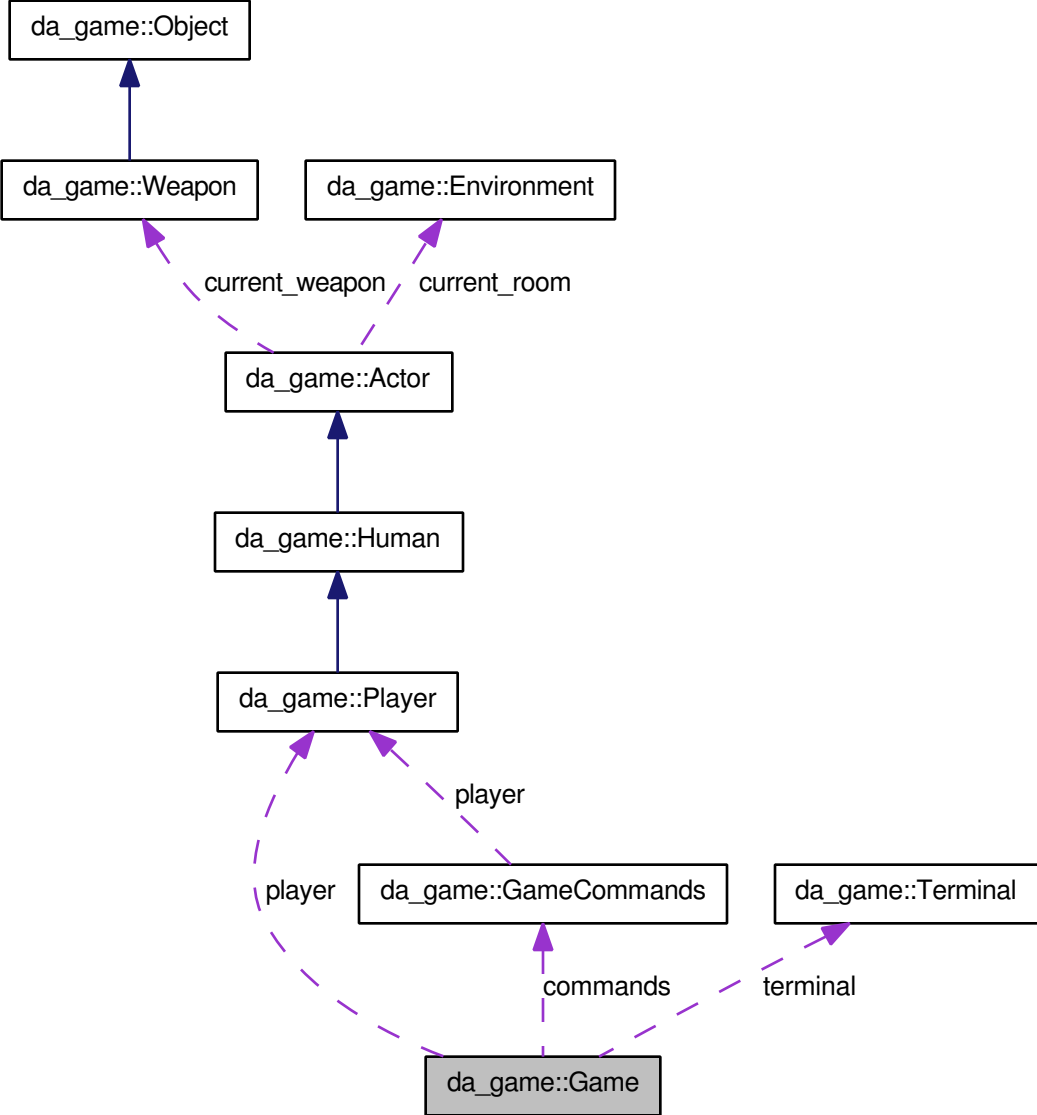 da_game::Object
da_game::Weapon
da_game::Environment
current_weapon
current_room
da_game::Actor
da_game::Human
da_game::Player
player
player
da_game::GameCommands
da_game::Terminal
commands
terminal
da_game::Game